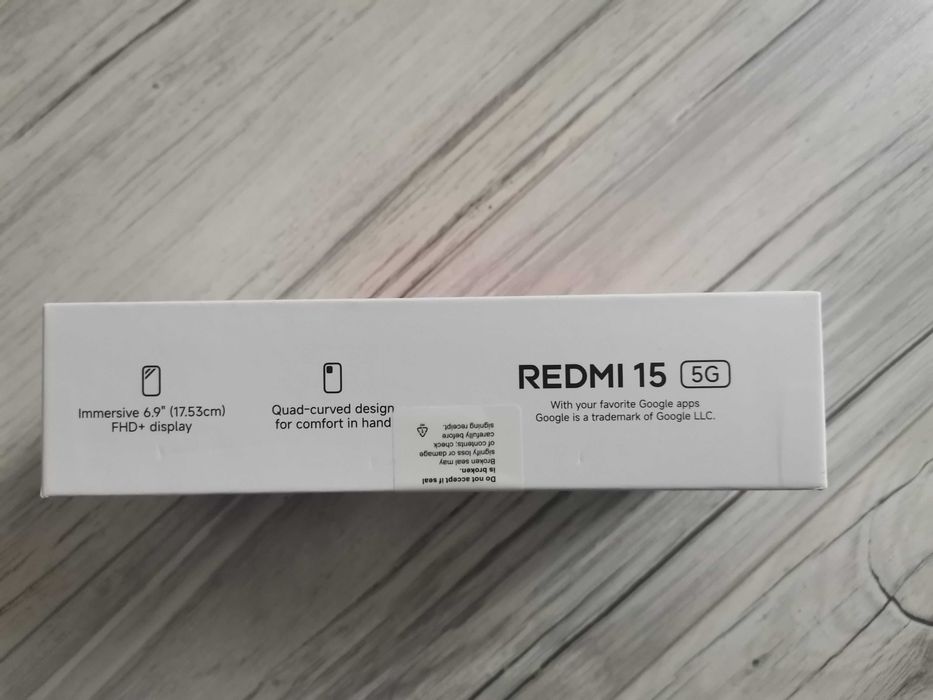 Immersive 6.9" (17.53cm)
FHD+ display
Quad-curved design
for comfort in hand
REDMI 15 5G
With your favorite Google apps
Google is a trademark of Google LLC.
Do not accept if seal
is broken.
Broken seal may
signify loss or damage
of contents; check
carefully before
signing receipt.